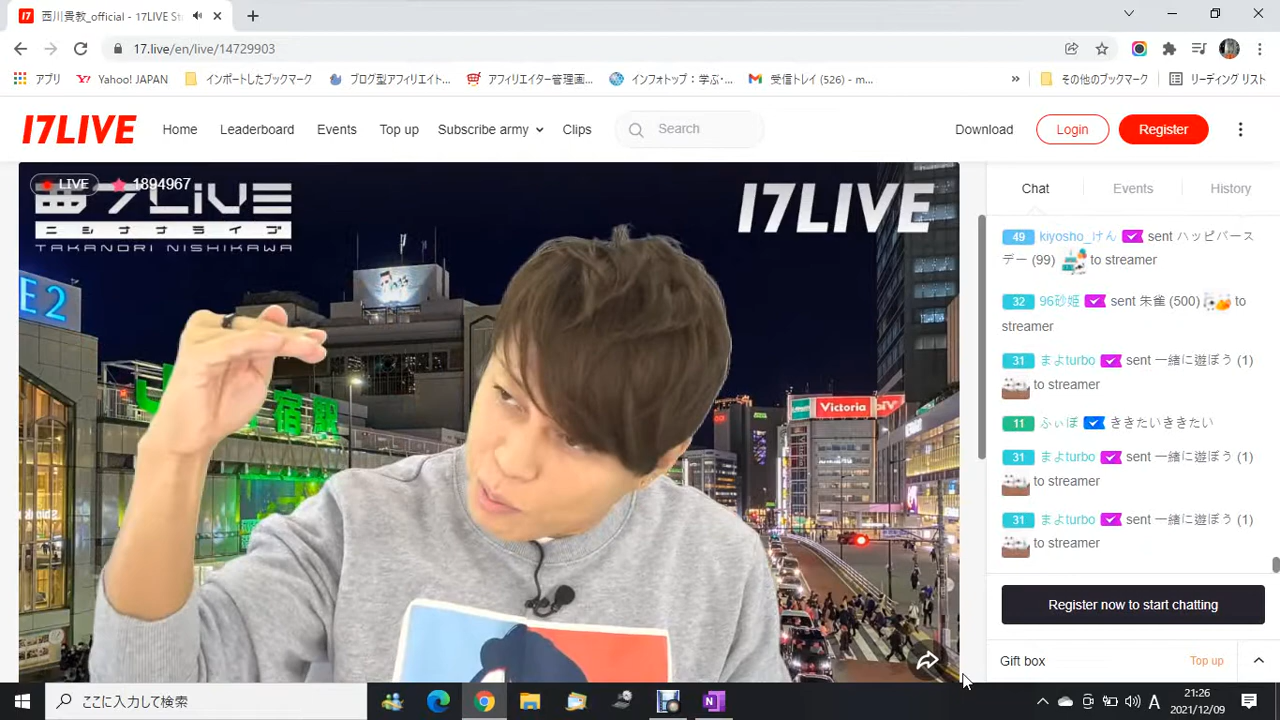 西川貴教_official - 17LIVE St
17.live/en/live/14729903
アプリ
Yahoo! JAPAN
インポートしたブックマーク
ブログ型アフィリエイト...
アフィリエイター管理画...
インフォトップ：学ぶ・...
受信トレイ (526) - m...
»
その他のブックマーク
リーディング リスト
17LIVE
Home
Leaderboard
Events
Top up
Subscribe army
Clips
Search
Download
Login
Register
LIVE
1894967
西7LIVE
ニシナナライブ
TAKANORI NISHIKAWA
17LIVE
E2
宿駅
Victoria
Chat
Events
History
49 kiyosho_けん sent ハッピバース
デー (99) to streamer
32 96砂姫 sent 朱雀 (500) to
streamer
31 まよturbo sent 一緒に遊ぼう (1)
to streamer
11 ふぃぽ ききたいききたい
31 まよturbo sent 一緒に遊ぼう (1)
to streamer
31 まよturbo sent 一緒に遊ぼう (1)
to streamer
Register now to start chatting
Gift box
Top up
ここに入力して検索
A
21:26
2021/12/09